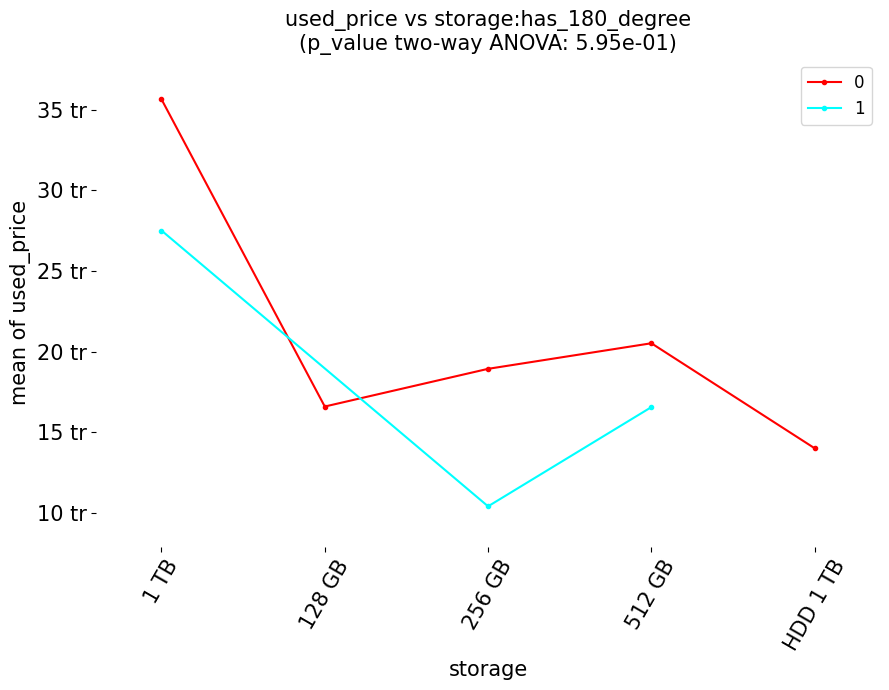 used_price vs storage:has_180_degree
(p_value two-way ANOVA: 5.95e-01)
0
1
35 tr
30 tr
25 tr
20 tr
15 tr
10 tr
mean of used_price
1 TB
128 GB
256 GB
512 GB
HDD 1 TB
storage